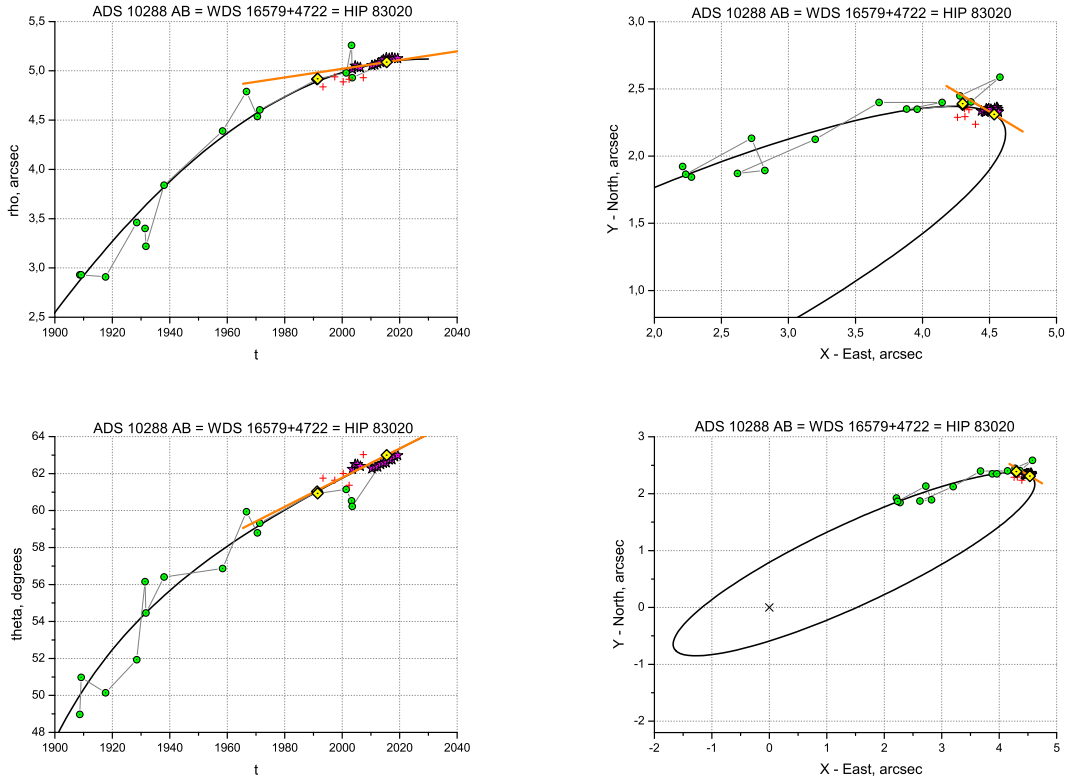 ADS 10288 AB = WDS 16579+4722 = HIP 83020
5,5
5,0
4,5
4,0
3,5
3,0
2,5
rho, arcsec
1900 1920 1940 1960 1980 2000 2020 2040
t
ADS 10288 AB = WDS 16579+4722 = HIP 83020
3,0
2,5
2,0
1,5
1,0
Y - North, arcsec
2,0 2,5 3,0 3,5 4,0 4,5 5,0
X - East, arcsec
ADS 10288 AB = WDS 16579+4722 = HIP 83020
64
62
60
58
56
54
52
50
48
theta, degrees
1900 1920 1940 1960 1980 2000 2020 2040
t
ADS 10288 AB = WDS 16579+4722 = HIP 83020
3
2
1
0
-1
-2
Y - North, arcsec
-2 -1 0 1 2 3 4 5
X - East, arcsec